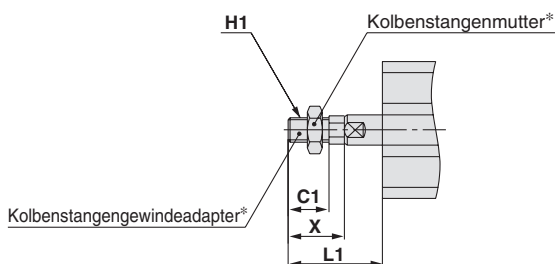 H1
Kolbenstangenmutter*
C1
Kolbenstangengewindeadapter*
X
L1